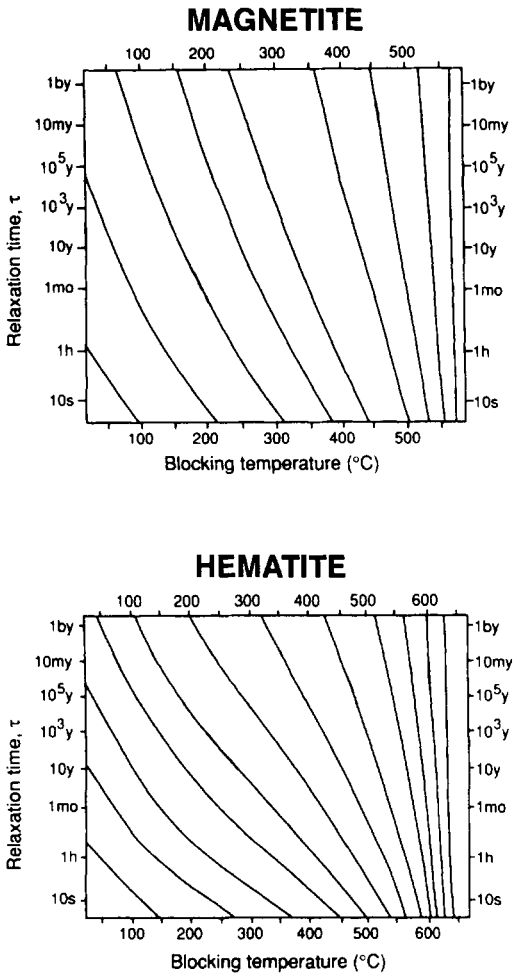 MAGNETITE
100 200 300 400 500
1by 1by
10my 10my
10⁵y 10⁵y
10³y 10³y
10y 10y
1mo 1mo
1h 1h
10s 10s
Relaxation time, τ
100 200 300 400 500
Blocking temperature (°C)
HEMATITE
100 200 300 400 500 600
1by 1by
10my 10my
10⁵y 10⁵y
10³y 10³y
10y 10y
1mo 1mo
1h 1h
10s 10s
Relaxation time, τ
100 200 300 400 500 600
Blocking temperature (°C)